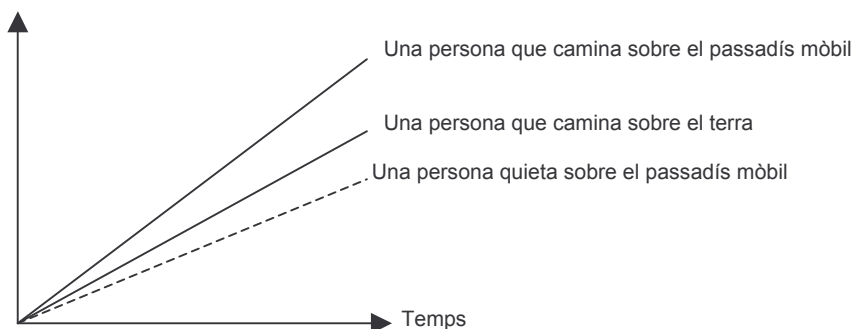 Una persona que camina sobre el passadís mòbil
Una persona que camina sobre el terra
Una persona quieta sobre el passadís mòbil
Temps